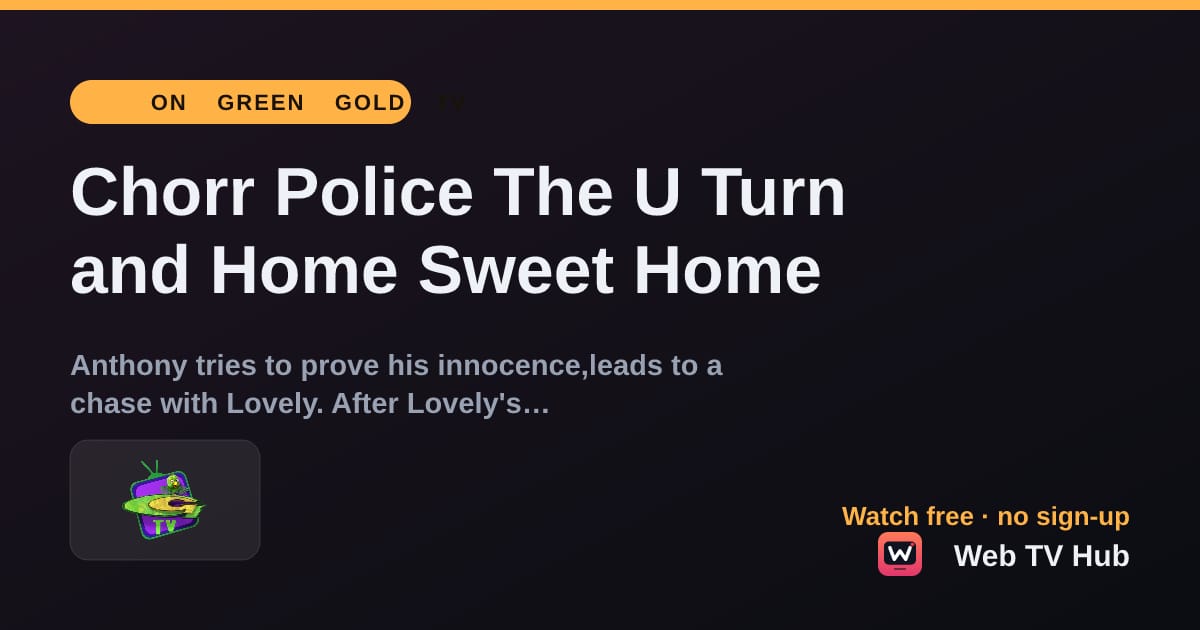 ON GREEN GOLD TV
Chorr Police The U Turn
and Home Sweet Home
Anthony tries to prove his innocence,leads to a
chase with Lovely. After Lovely's…
TV
Watch free · no sign-up
W
Web TV Hub